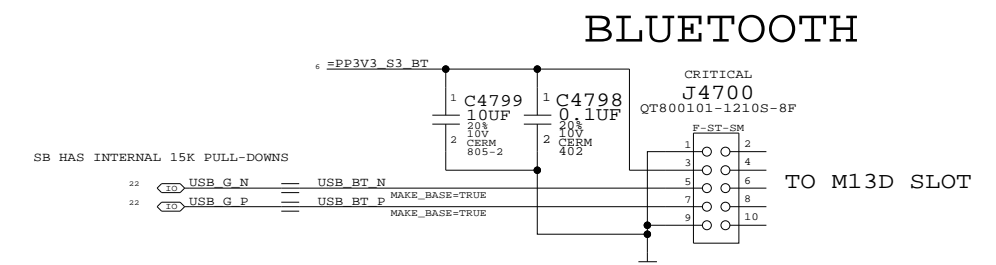 BLUETOOTH
6 =PP3V3_S3_BT
CRITICAL
J4700
QT800101-1210S-8F
F-ST-SM
1 C4799
10UF
20%
10V
2 CERM
805-2
1 C4798
0.1UF
20%
10V
2 CERM
402
1 2
3 4
5 6
7 8
9 10
SB HAS INTERNAL 15K PULL-DOWNS
22 IO USB_G_N USB_BT_N
MAKE_BASE=TRUE
22 IO USB_G_P USB_BT_P
MAKE_BASE=TRUE
TO M13D SLOT